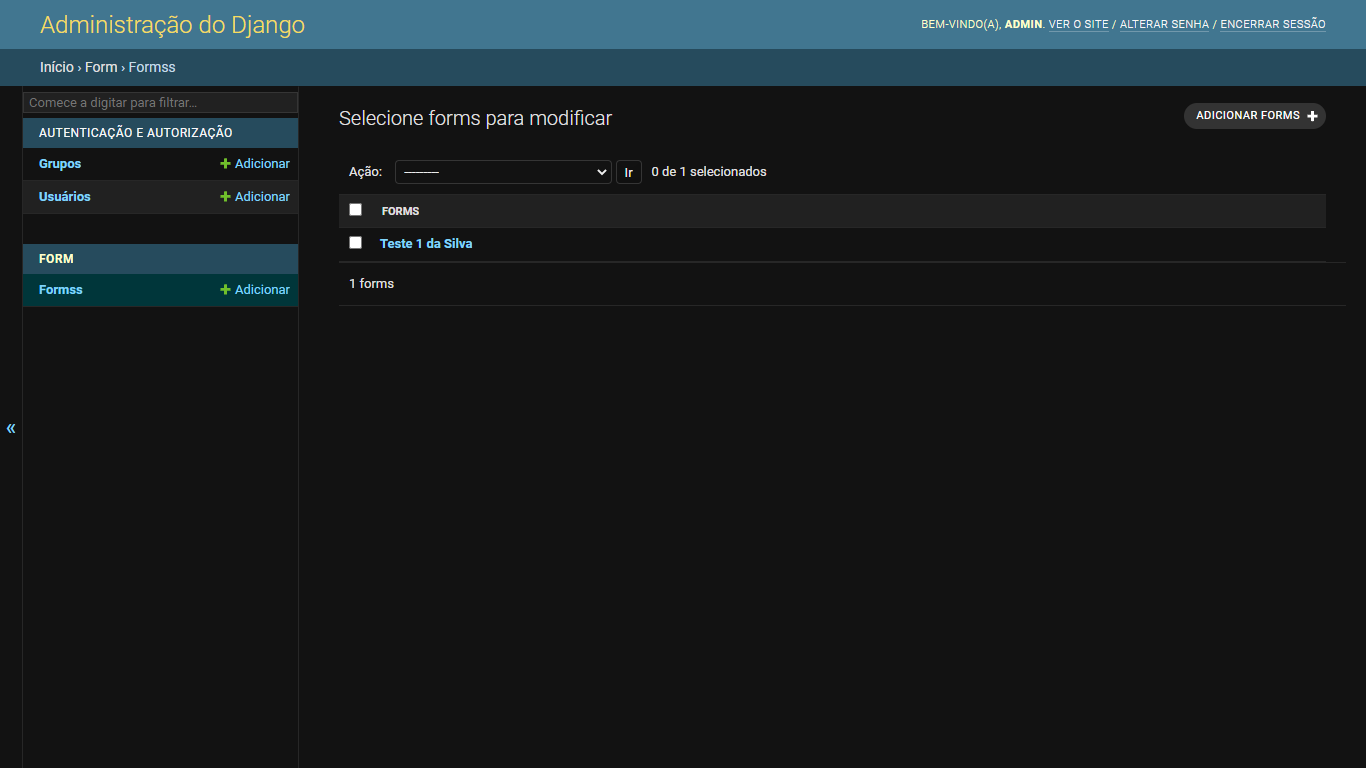 Administração do Django
BEM-VINDO(A), ADMIN. VER O SITE / ALTERAR SENHA / ENCERRAR SESSÃO
Início › Form › Formss
Comece a digitar para filtrar...
AUTENTICAÇÃO E AUTORIZAÇÃO
Grupos + Adicionar
Usuários + Adicionar
FORM
Formss + Adicionar
«
Selecione forms para modificar
ADICIONAR FORMS +
Ação: --------- Ir 0 de 1 selecionados
FORMS
Teste 1 da Silva
1 forms